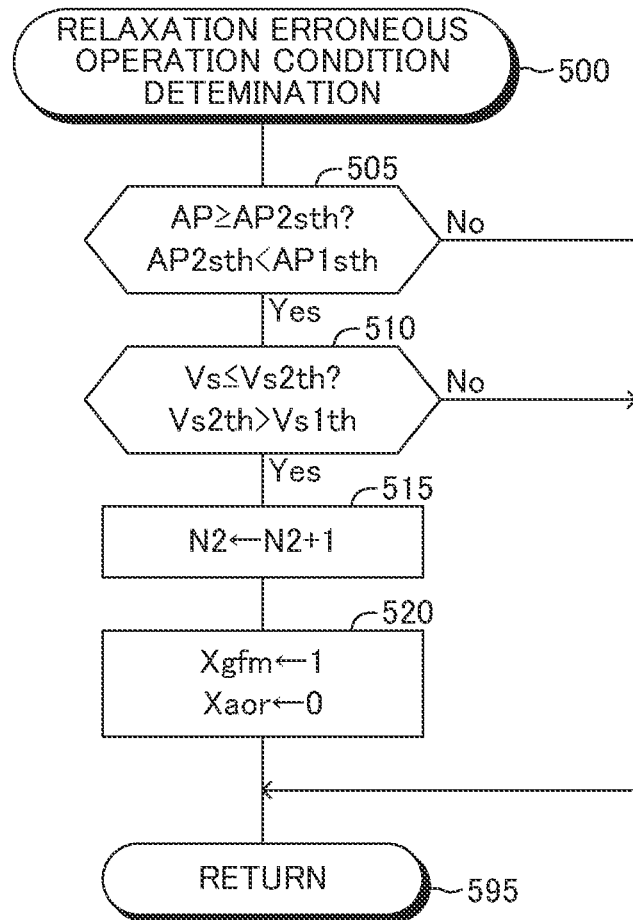 RELAXATION ERRONEOUS
OPERATION CONDITION
DETEMINATION
500
505
AP≧AP2sth?
AP2sth<AP1sth
No
Yes
510
Vs≦Vs2th?
Vs2th>Vs1th
No
Yes
515
N2←N2+1
520
Xgfm←1
Xaor←0
RETURN
595